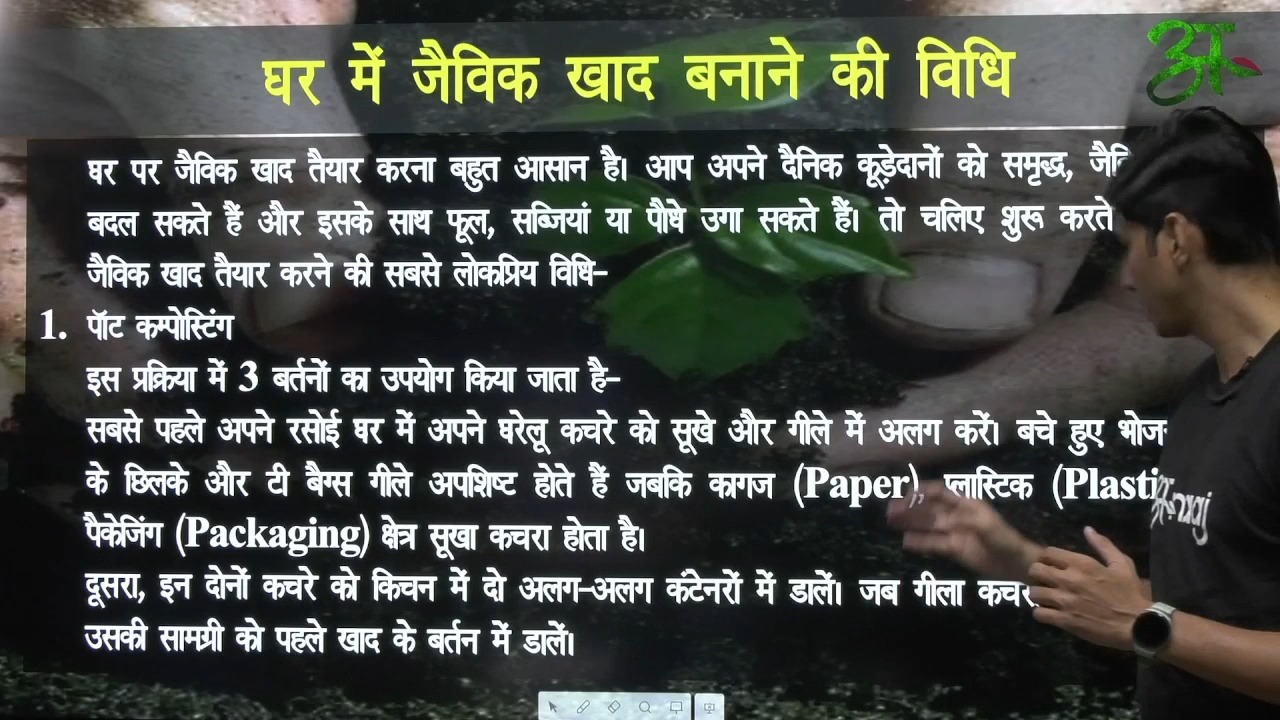 घर में जैविक खाद बनाने की विधि
घर पर जैविक खाद तैयार करना बहुत आसान है। आप अपने दैनिक कूड़ेदानों को समृद्ध,
बदल सकते हैं और इसके साथ फूल, सब्जियां या पौधे उगा सकते हैं। तो चलिए शुरू करते
जैविक खाद तैयार करने की सबसे लोकप्रिय विधि–
1. पॉट कम्पोस्टिंग
इस प्रक्रिया में 3 बर्तनों का उपयोग किया जाता है–
सबसे पहले अपने रसोई घर में अपने घरेलू कचरे को सूखे और गीले में अलग करें। बचे हुए
के छिलके और टी बैग्स गीले अपशिष्ट होते हैं जबकि कागज (Paper), प्लास्टिक
पैकेजिंग (Packaging) क्षेत्र सूखा कचरा होता है।
दूसरा, इन दोनों कचरे को किचन में दो अलग–अलग कंटेनरों में डालें। जब गीला
उसकी सामग्री को पहले खाद के बर्तन में डालें।